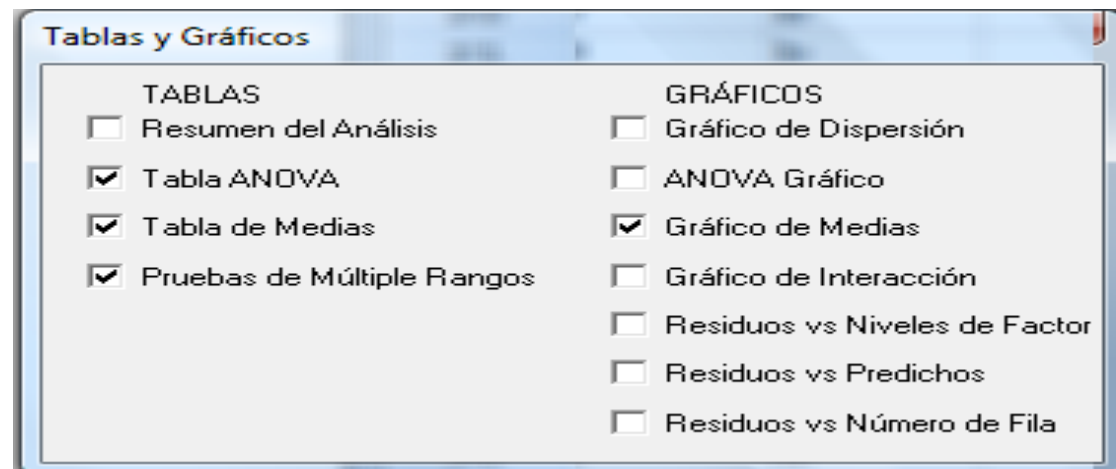 Tablas y Gráficos
TABLAS
Resumen del Análisis
Tabla ANOVA
Tabla de Medias
Pruebas de Múltiple Rangos
GRÁFICOS
Gráfico de Dispersión
ANOVA Gráfico
Gráfico de Medias
Gráfico de Interacción
Residuos vs Niveles de Factor
Residuos vs Predichos
Residuos vs Número de Fila